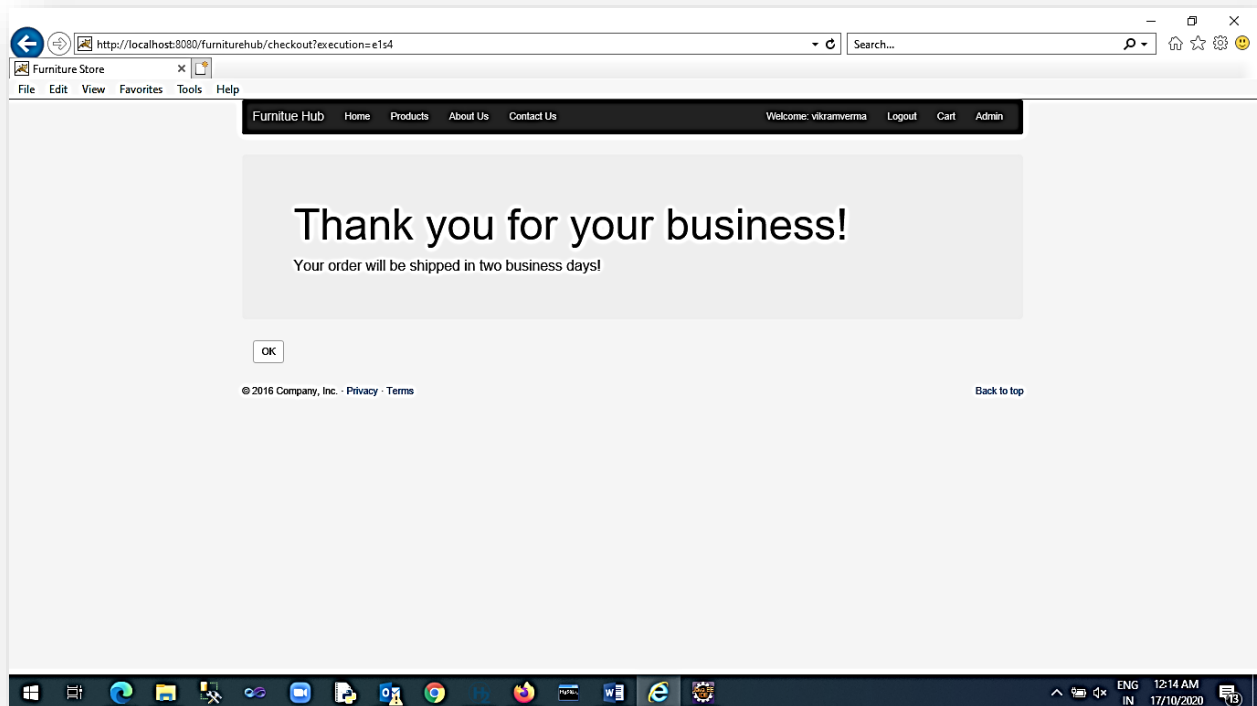 http://localhost:8080/furniturehub/checkout?execution=e1s4 Search...
Furniture Store
File Edit View Favorites Tools Help
Furnitue Hub Home Products About Us Contact Us Welcome: vikramverma Logout Cart Admin
Thank you for your business!
Your order will be shipped in two business days!
OK
© 2016 Company, Inc. · Privacy · Terms Back to top
ENG 12:14 AM
IN 17/10/2020